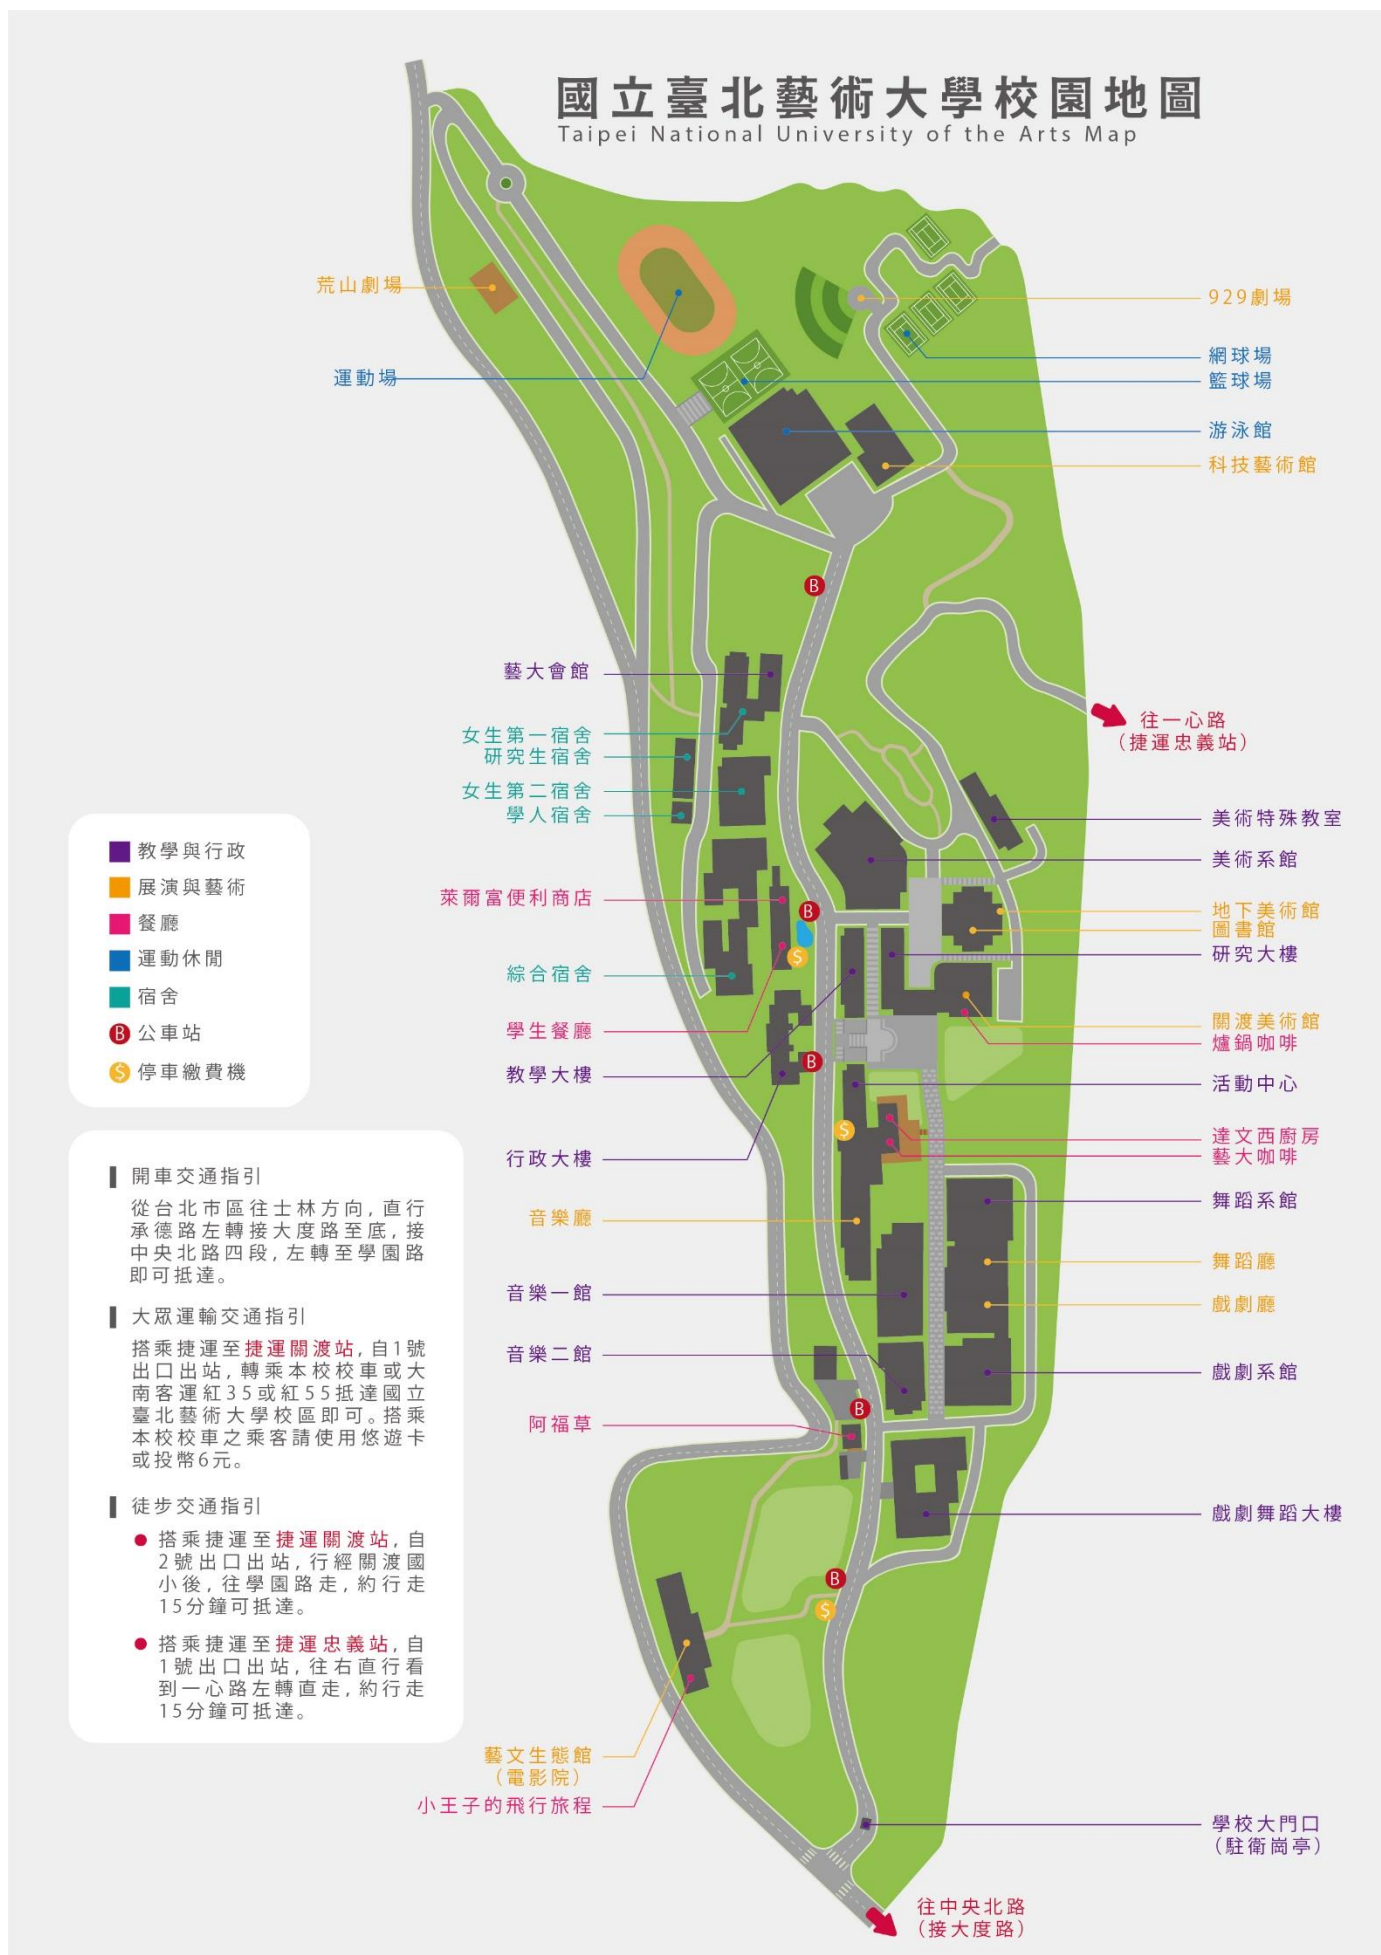 國立臺北藝術大學校園地圖
Taipei National University of the Arts Map
荒山劇場
運動場
929劇場
網球場
籃球場
游泳館
科技藝術館
B
藝大會館
女生第一宿舍
研究生宿舍
女生第二宿舍
學人宿舍
往一心路
(捷運忠義站)
美術特殊教室
美術系館
萊爾富便利商店
B
$
地下美術館
圖書館
研究大樓
綜合宿舍
學生餐廳
關渡美術館
爐鍋咖啡
教學大樓
B
活動中心
$
達文西廚房
藝大咖啡
行政大樓
舞蹈系館
音樂廳
舞蹈廳
音樂一館
戲劇廳
音樂二館
戲劇系館
B
阿福草
戲劇舞蹈大樓
B
$
藝文生態館
(電影院)
小王子的飛行旅程
學校大門口
(駐衛崗亭)
往中央北路
(接大度路)
教學與行政
展演與藝術
餐廳
運動休閒
宿舍
B 公車站
$ 停車繳費機
開車交通指引
從台北市區往士林方向,直行
承德路左轉接大度路至底,接
中央北路四段,左轉至學園路
即可抵達。
大眾運輸交通指引
搭乘捷運至捷運關渡站,自1號
出口出站,轉乘本校校車或大
南客運紅35或紅55抵達國立
臺北藝術大學校區即可。搭乘
本校校車之乘客請使用悠遊卡
或投幣6元。
徒步交通指引
搭乘捷運至捷運關渡站,自
2號出口出站,行經關渡國
小後,往學園路走,約行走
15分鐘可抵達。
搭乘捷運至捷運忠義站,自
1號出口出站,往右直行看
到一心路左轉直走,約行走
15分鐘可抵達。